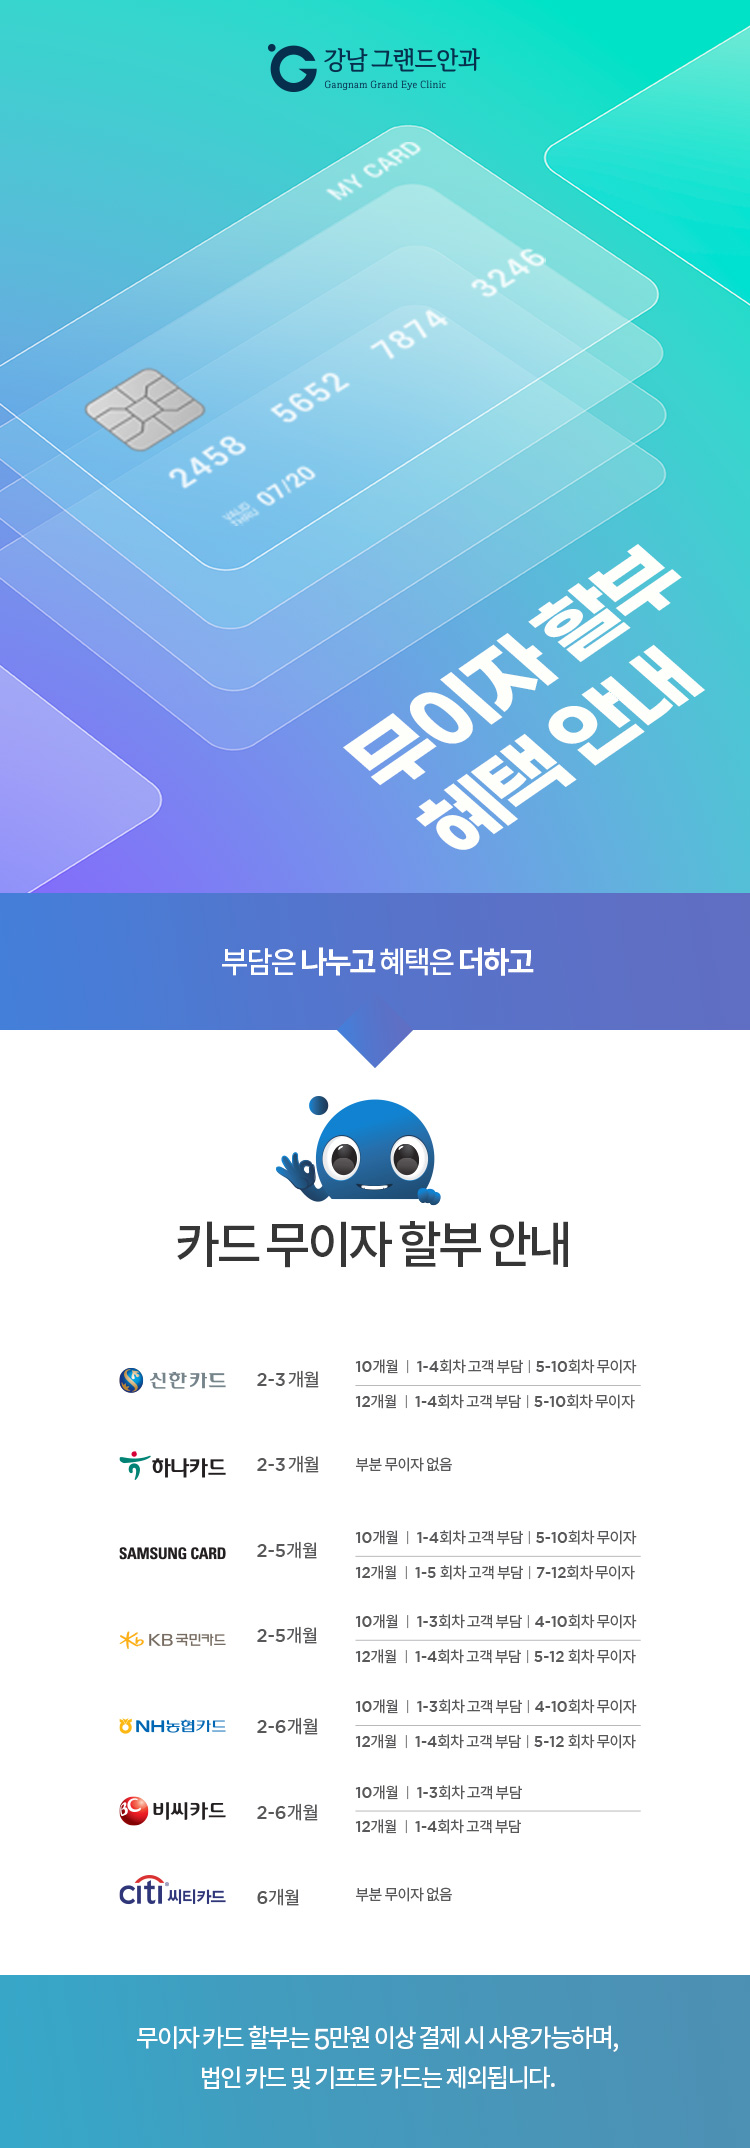 강남 그랜드안과
Gangnam Grand Eye Clinic
MY CARD
2458 5652 7874 3246
VALID THRU 07/20
무이자 할부
혜택 안내
부담은 나누고 혜택은 더하고
카드 무이자 할부 안내
신한카드 2-3 개월
10개월 | 1-4회차 고객 부담 | 5-10회차 무이자
12개월 | 1-4회차 고객 부담 | 5-10회차 무이자
하나카드 2-3 개월 부분 무이자 없음
SAMSUNG CARD 2-5개월
10개월 | 1-4회차 고객 부담 | 5-10회차 무이자
12개월 | 1-5 회차 고객 부담 | 7-12회차 무이자
KB 국민카드 2-5개월
10개월 | 1-3회차 고객 부담 | 4-10회차 무이자
12개월 | 1-4회차 고객 부담 | 5-12 회차 무이자
NH농협카드 2-6개월
10개월 | 1-3회차 고객 부담 | 4-10회차 무이자
12개월 | 1-4회차 고객 부담 | 5-12 회차 무이자
BC 비씨카드 2-6개월
10개월 | 1-3회차 고객 부담
12개월 | 1-4회차 고객 부담
citi 씨티카드 6개월 부분 무이자 없음
무이자 카드 할부는 5만원 이상 결제 시 사용가능하며,
법인 카드 및 기프트 카드는 제외됩니다.